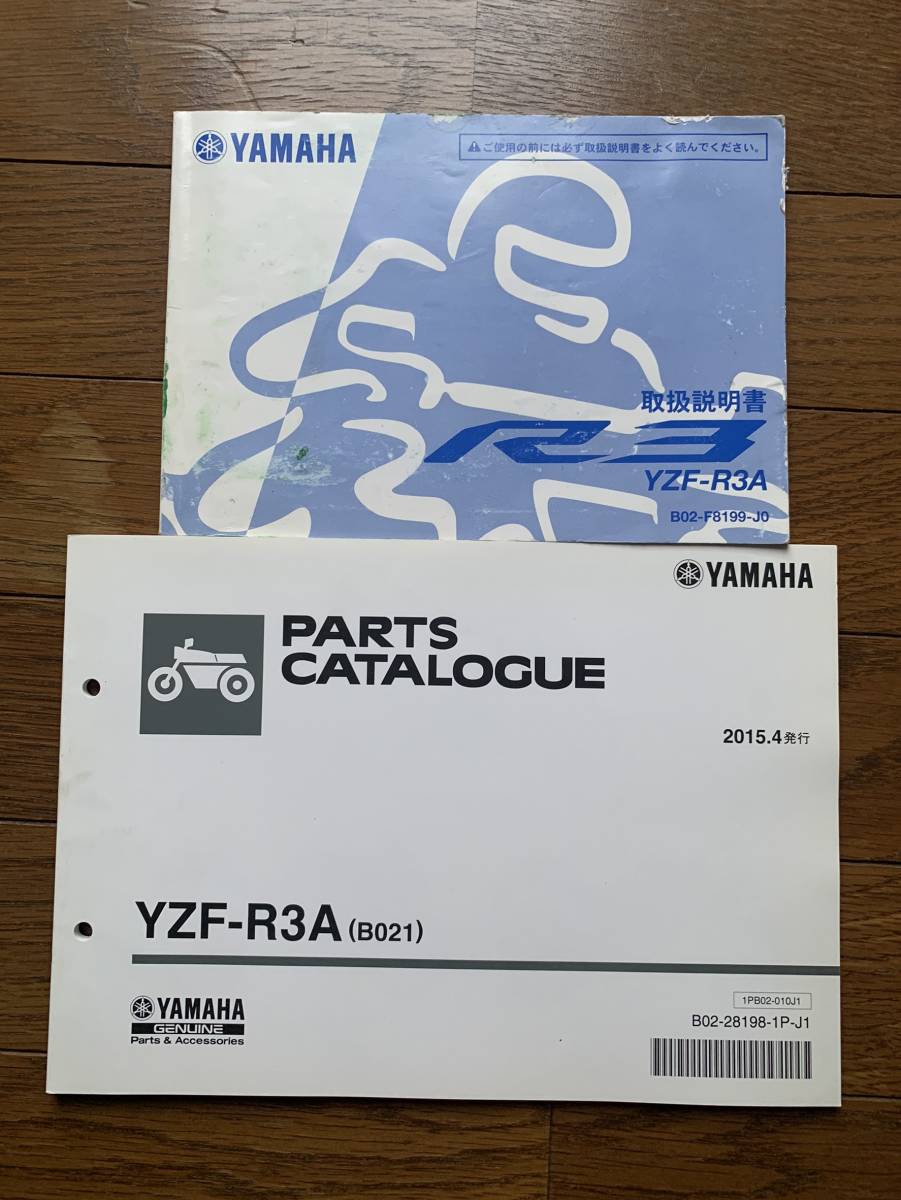 YAMAHA
⚠ご使用の前には必ず取扱説明書をよく読んでください。
取扱説明書
R3
YZF-R3A
B02-F8199-J0
YAMAHA
PARTS
CATALOGUE
2015.4発行
YZF-R3A (B021)
YAMAHA
GENUINE
Parts & Accessories
1PB02-010J1
B02-28198-1P-J1